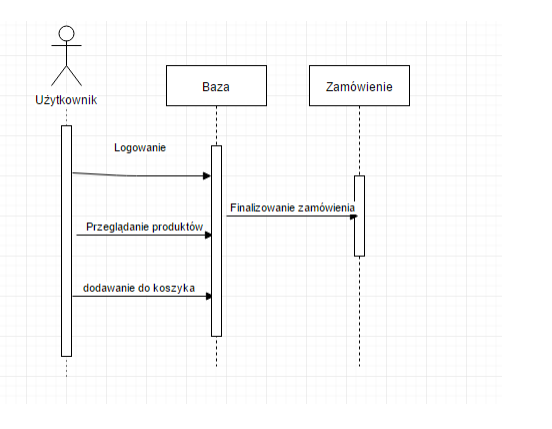 Użytkownik
Baza
Zamówienie
Logowanie
Finalizowanie zamówienia
Przeglądanie produktów
dodawanie do koszyka